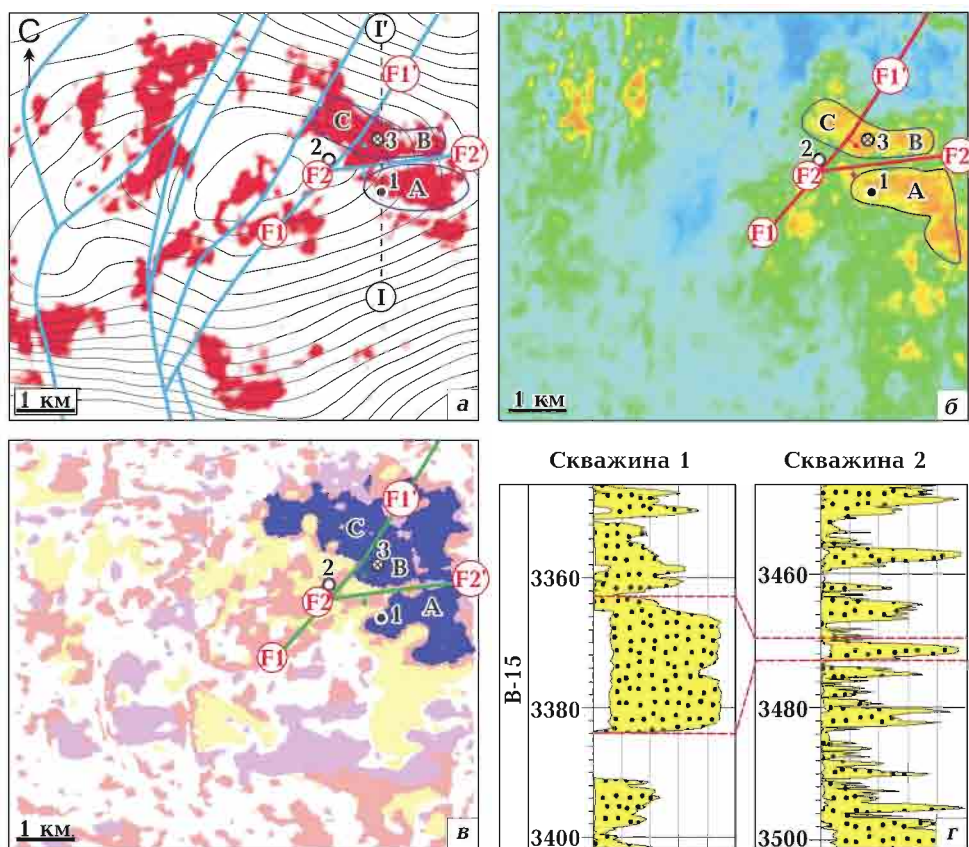 С
I'
F1'
C
3
B
2
F2
F2'
1
A
F1
I
1 км
а
F1'
C
3
B
2
F2
F2
1
A
F1
1 км
б
F1'
C
3
2
B
F2'
F2
A
1
F1
1 км
в
Скважина 1
Скважина 2
В-15
3360
3380
3400
3460
3480
3500
г